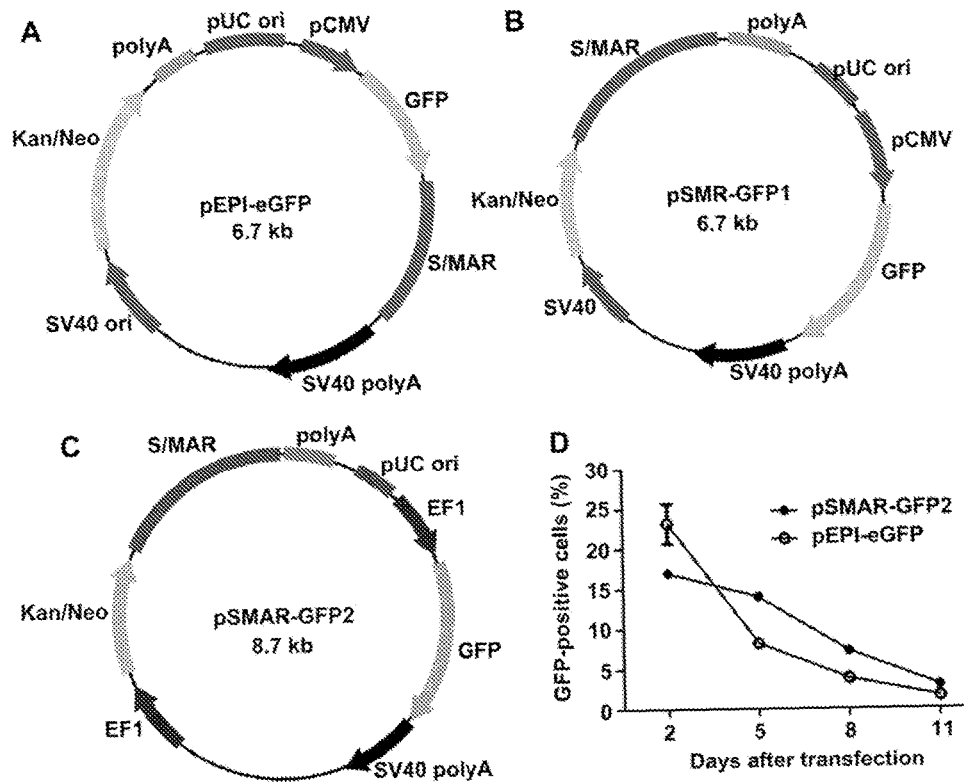 A
pUC ori
pCMV
polyA
GFP
Kan/Neo
pEPI-eGFP
6.7 kb
S/MAR
SV40 ori
SV40 polyA
B
S/MAR
polyA
pUC ori
pCMV
Kan/Neo
pSMR-GFP1
6.7 kb
GFP
SV40
SV40 polyA
C
S/MAR
polyA
pUC ori
EF1
Kan/Neo
pSMAR-GFP2
8.7 kb
GFP
EF1
SV40 polyA
D
GFP-positive cells (%)
30
25
20
15
10
5
0
pSMAR-GFP2
pEPI-eGFP
2 5 8 11
Days after transfection